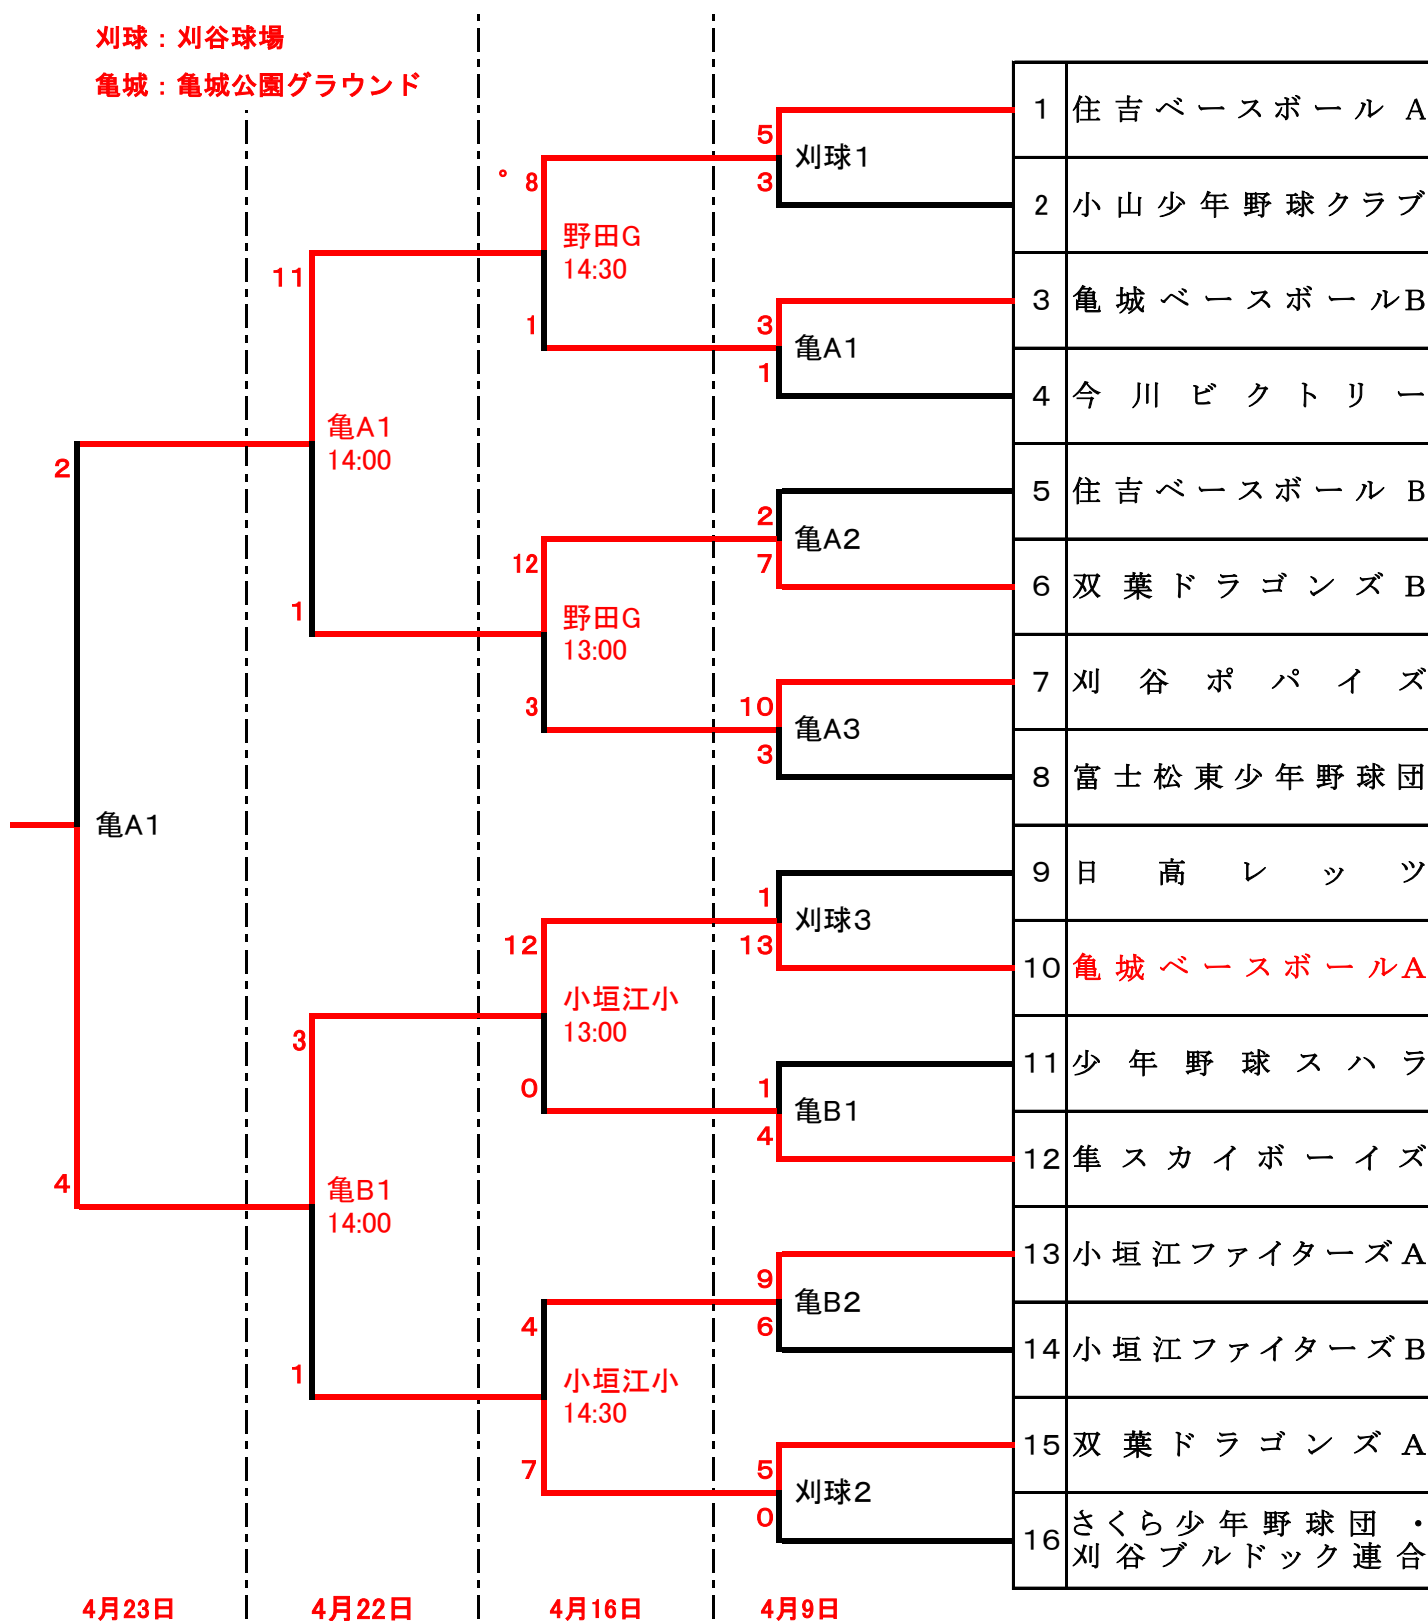 刈球：刈谷球場
亀城：亀城公園グラウンド
1 住吉ベースボールA
2 小山少年野球クラブ
3 亀城ベースボールB
4 今川ビクトリー
5 住吉ベースボールB
6 双葉ドラゴンズB
7 刈谷ポパイズ
8 富士松東少年野球団
9 日高レッツ
10 亀城ベースボールA
11 少年野球スハラ
12 隼スカイボーイズ
13 小垣江ファイターズA
14 小垣江ファイターズB
15 双葉ドラゴンズA
16 さくら少年野球団・
刈谷ブルドック連合
5
刈球1
3
3
亀A1
1
2
亀A2
7
10
亀A3
3
1
刈球3
13
1
亀B1
4
9
亀B2
6
5
刈球2
0
° 8
野田G
14:30
1
12
野田G
13:00
3
12
小垣江小
13:00
0
4
小垣江小
14:30
7
11
亀A1
14:00
1
3
亀B1
14:00
1
2
亀A1
4
4月23日
4月22日
4月16日
4月9日